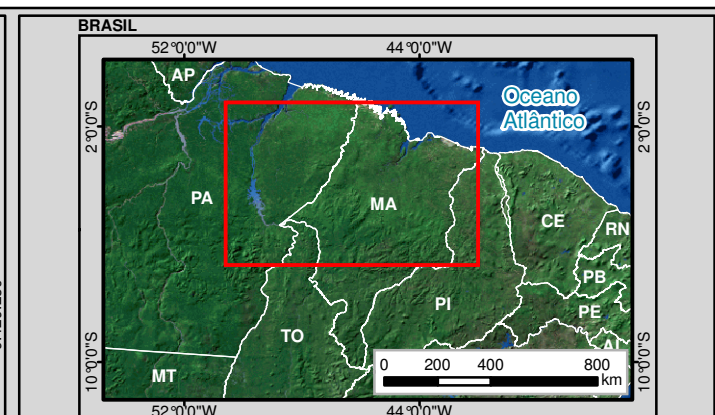 BRASIL
52°0'0"W 44°0'0"W
2°0'0"S
2°0'0"S
AP
Oceano
Atlântico
PA
MA
CE
RN
PB
PE
PI
TO
MT
10°0'0"S
10°0'0"S
0 200 400 800
km
52°0'0"W 44°0'0"W